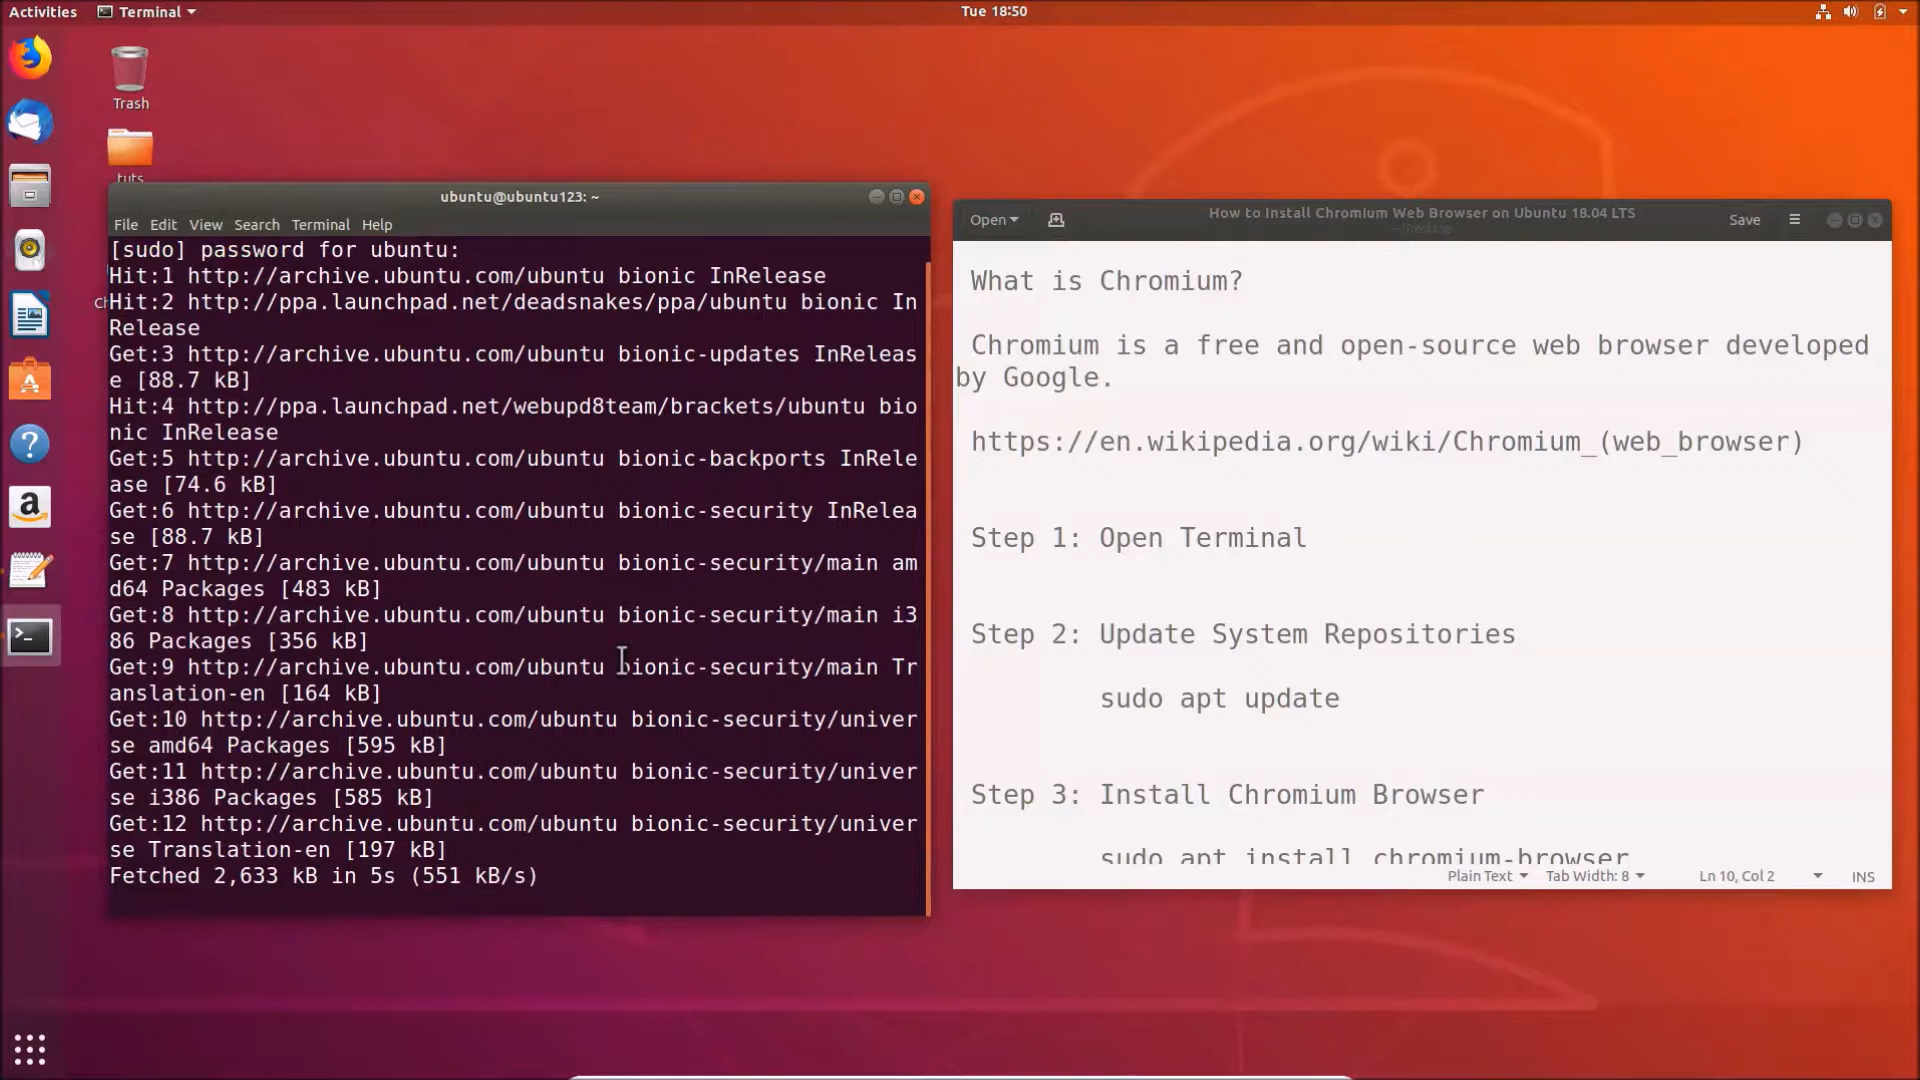 Activities
Terminal
Tue 18:50
Trash
tuts
ubuntu@ubuntu123: ~
File Edit View Search Terminal Help
[sudo] password for ubuntu:
Hit:1 http://archive.ubuntu.com/ubuntu bionic InRelease
Hit:2 http://ppa.launchpad.net/deadsnakes/ppa/ubuntu bionic In
Release
Get:3 http://archive.ubuntu.com/ubuntu bionic-updates InReleas
e [88.7 kB]
Hit:4 http://ppa.launchpad.net/webupd8team/brackets/ubuntu bio
nic InRelease
Get:5 http://archive.ubuntu.com/ubuntu bionic-backports InRele
ase [74.6 kB]
Get:6 http://archive.ubuntu.com/ubuntu bionic-security InRelea
se [88.7 kB]
Get:7 http://archive.ubuntu.com/ubuntu bionic-security/main am
d64 Packages [483 kB]
Get:8 http://archive.ubuntu.com/ubuntu bionic-security/main i3
86 Packages [356 kB]
Get:9 http://archive.ubuntu.com/ubuntu bionic-security/main Tr
anslation-en [164 kB]
Get:10 http://archive.ubuntu.com/ubuntu bionic-security/univer
se amd64 Packages [595 kB]
Get:11 http://archive.ubuntu.com/ubuntu bionic-security/univer
se i386 Packages [585 kB]
Get:12 http://archive.ubuntu.com/ubuntu bionic-security/univer
se Translation-en [197 kB]
Fetched 2,633 kB in 5s (551 kB/s)
Open
How to Install Chromium Web Browser on Ubuntu 18.04 LTS
~/Desktop
Save
What is Chromium?
Chromium is a free and open-source web browser developed
by Google.
https://en.wikipedia.org/wiki/Chromium_(web_browser)
Step 1: Open Terminal
Step 2: Update System Repositories
sudo apt update
Step 3: Install Chromium Browser
sudo apt install chromium-browser
Plain Text Tab Width: 8 Ln 10, Col 2 INS